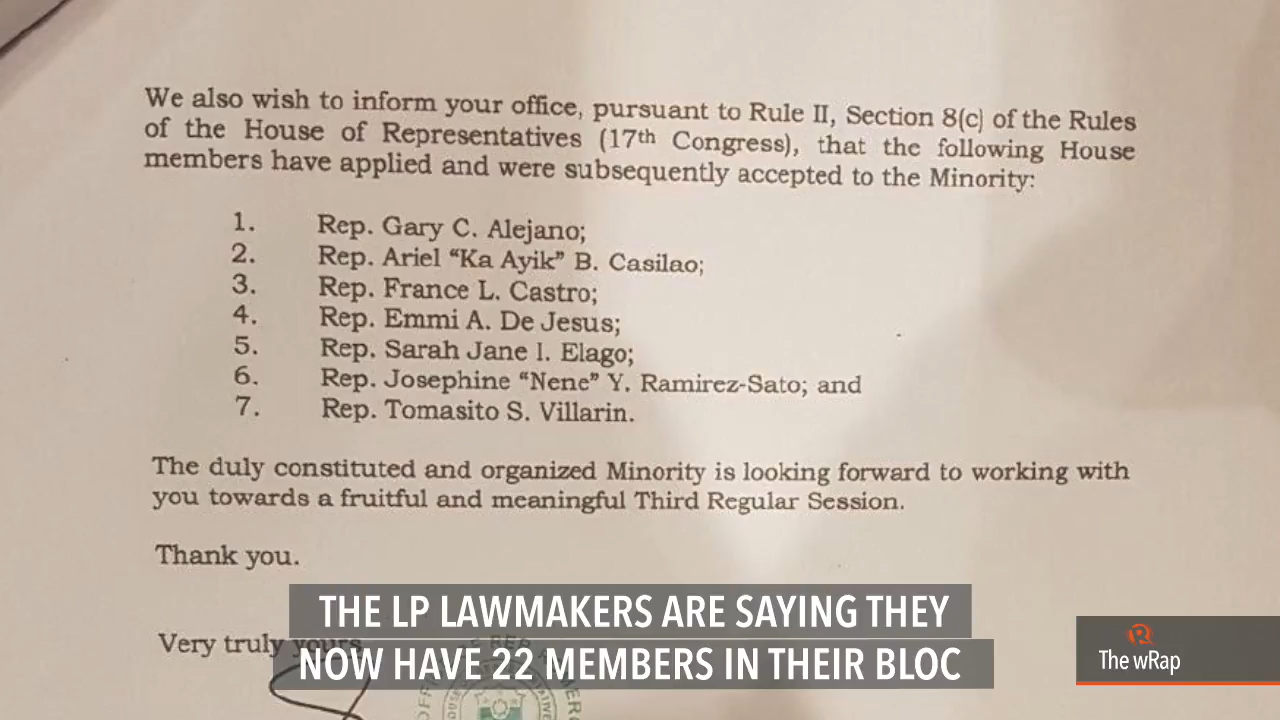 We also wish to inform your office, pursuant to Rule II, Section 8(c) of the Rules
of the House of Representatives (17th Congress), that the following House
members have applied and were subsequently accepted to the Minority:
1. Rep. Gary C. Alejano;
2. Rep. Ariel “Ka Ayik” B. Casilao;
3. Rep. France L. Castro;
4. Rep. Emmi A. De Jesus;
5. Rep. Sarah Jane I. Elago;
6. Rep. Josephine “Nene” Y. Ramirez-Sato; and
7. Rep. Tomasito S. Villarin.
The duly constituted and organized Minority is looking forward to working with
you towards a fruitful and meaningful Third Regular Session.
Thank you.
Very truly yours
THE LP LAWMAKERS ARE SAYING THEY
NOW HAVE 22 MEMBERS IN THEIR BLOC
R
The wRap